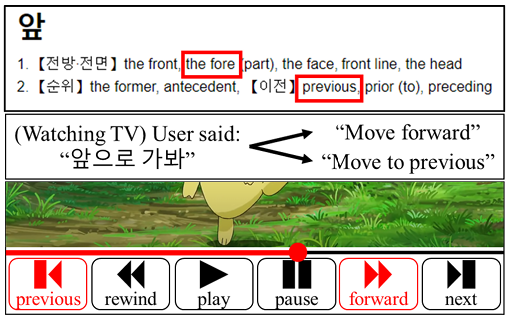 앞
1. 【전방·전면】the front, the fore (part), the face, front line, the head
2. 【순위】the former, antecedent, 【이전】previous, prior (to), preceding
(Watching TV) User said:
“앞으로 가봐”
“Move forward”
“Move to previous”
previous rewind play pause forward next